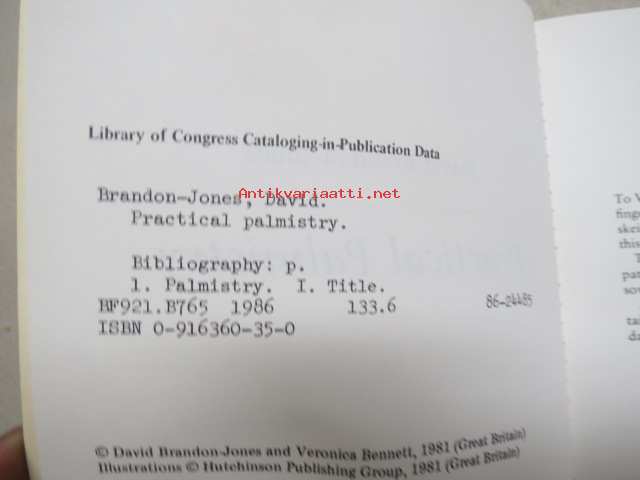 Library of Congress Cataloging-in-Publication Data
Antikvariaatti.net
Brandon-Jones, David.
Practical palmistry.
Bibliography: p.
1. Palmistry. I. Title.
BF921.B765 1986 133.6 86-24485
ISBN 0-916360-35-0
© David Brandon-Jones and Veronica Bennett, 1981 (Great Britain)
Illustrations © Hutchinson Publishing Group, 1981 (Great Britain)
To
this